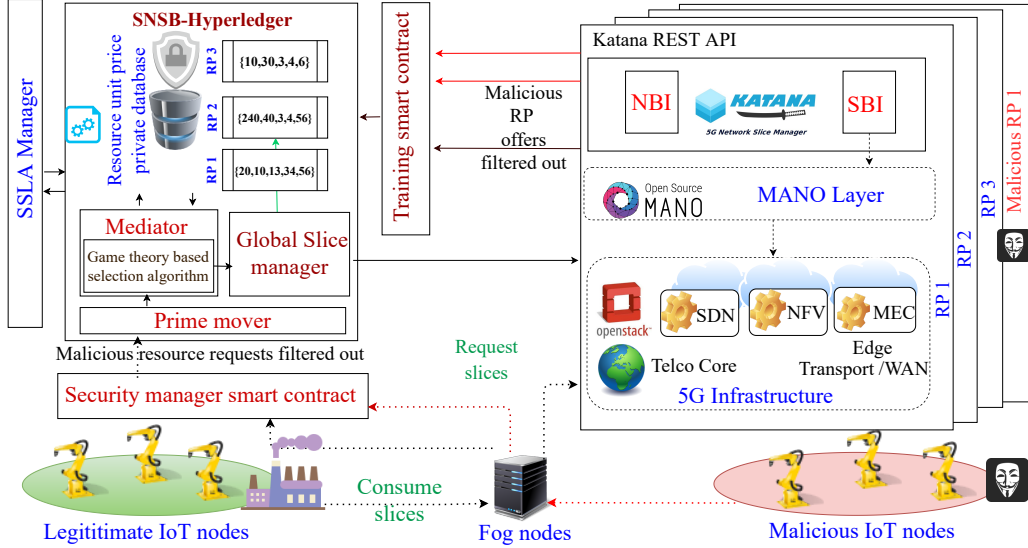 SSLA Manager
SNSB-Hyperledger
Resource unit price
private database
RP 3
{10,30,3,4,6}
RP 2
{240,40,3,4,56}
RP1
{20,10,13,34,56}
Mediator
Game theory based
selection algorithm
Global Slice
manager
Prime mover
Malicious resource requests filtered out
Security manager smart contract
Training smart contract
Malicious
RP
offers
filtered out
Request
slices
Katana REST API
NBI
KATANA
5G Network Slice Manager
SBI
Open Source
MANO
MANO Layer
openstack
SDN
NFV
MEC
Telco Core
Edge
Transport /WAN
5G Infrastructure
RP 1
RP 2
RP 3
Malicious RP 1
Legititimate IoT nodes
Consume
slices
Fog nodes
Malicious IoT nodes